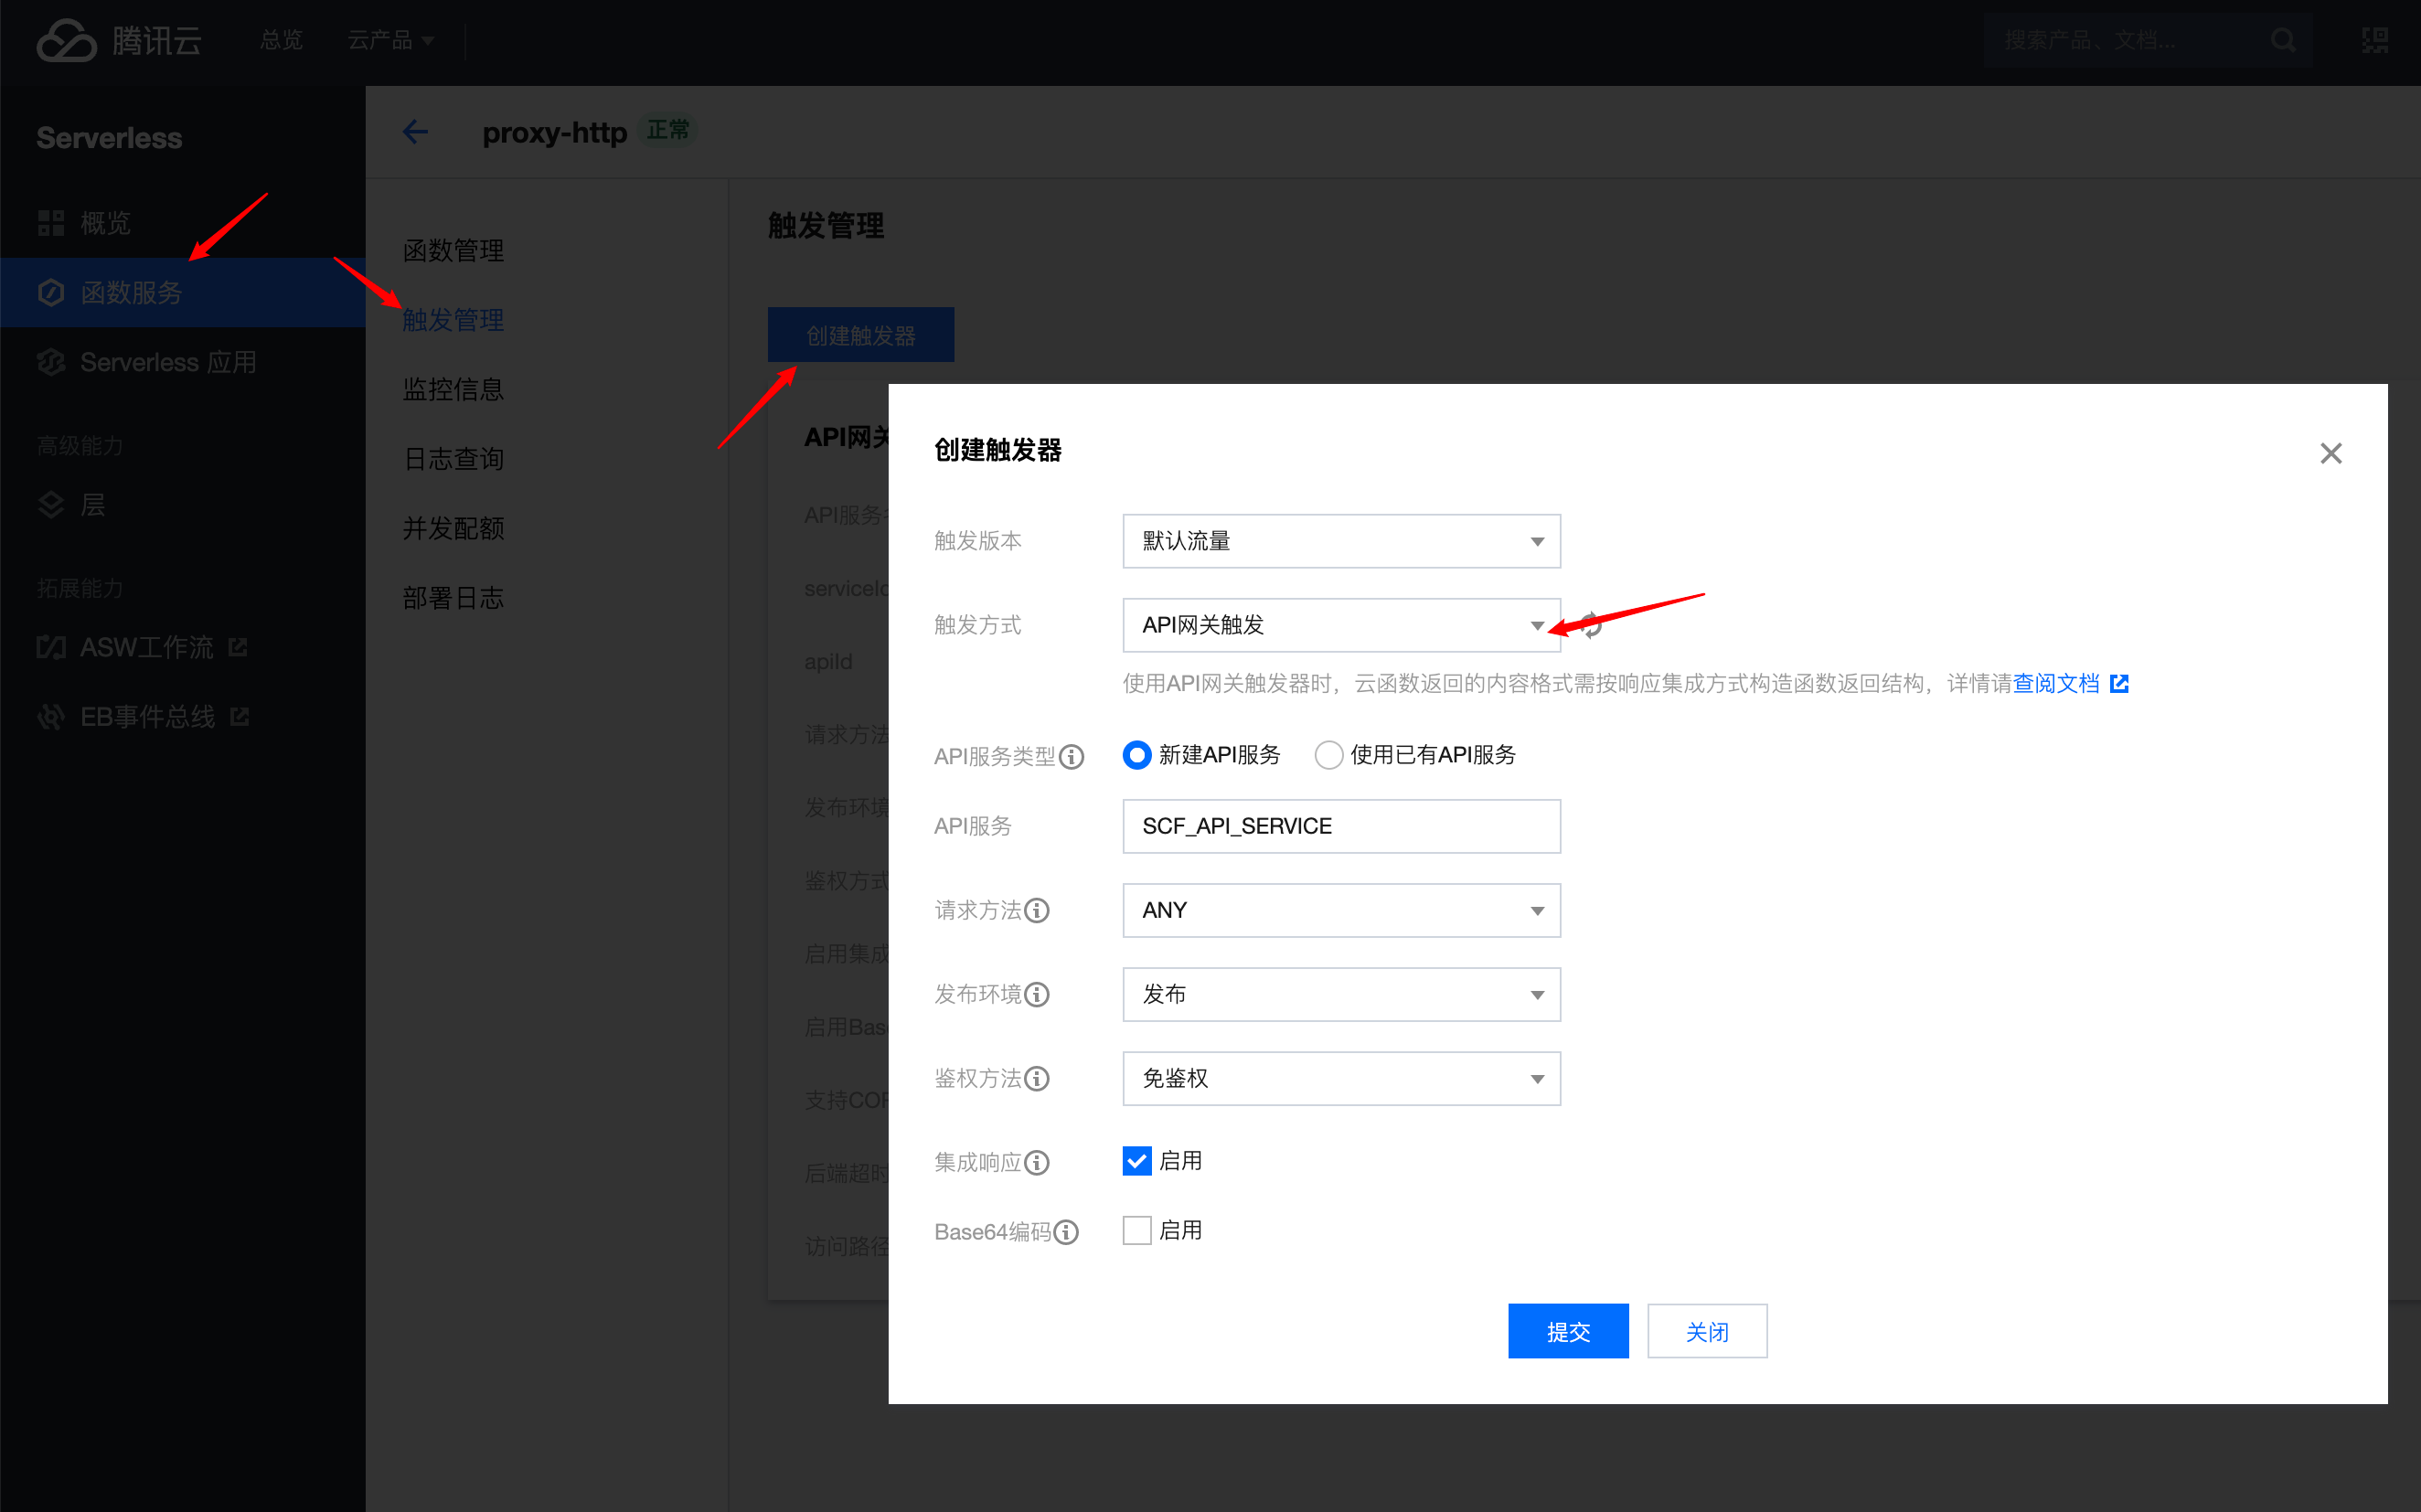 腾讯云
总览
云产品
搜索产品、文档...
Serverless
概览
函数服务
Serverless 应用
高级能力
层
拓展能力
ASW工作流
EB事件总线
proxy-http 正常
函数管理
触发管理
监控信息
日志查询
并发配额
部署日志
触发管理
创建触发器
API网关
API服务
serviceId
apiId
请求方法
发布环境
鉴权方式
启用集成
启用Base
支持COR
后端超时
访问路径
创建触发器
触发版本 默认流量
触发方式 API网关触发
使用API网关触发器时，云函数返回的内容格式需按响应集成方式构造函数返回结构，详情请查阅文档
API服务类型 新建API服务 使用已有API服务
API服务 SCF_API_SERVICE
请求方法 ANY
发布环境 发布
鉴权方法 免鉴权
集成响应 启用
Base64编码 启用
提交 关闭